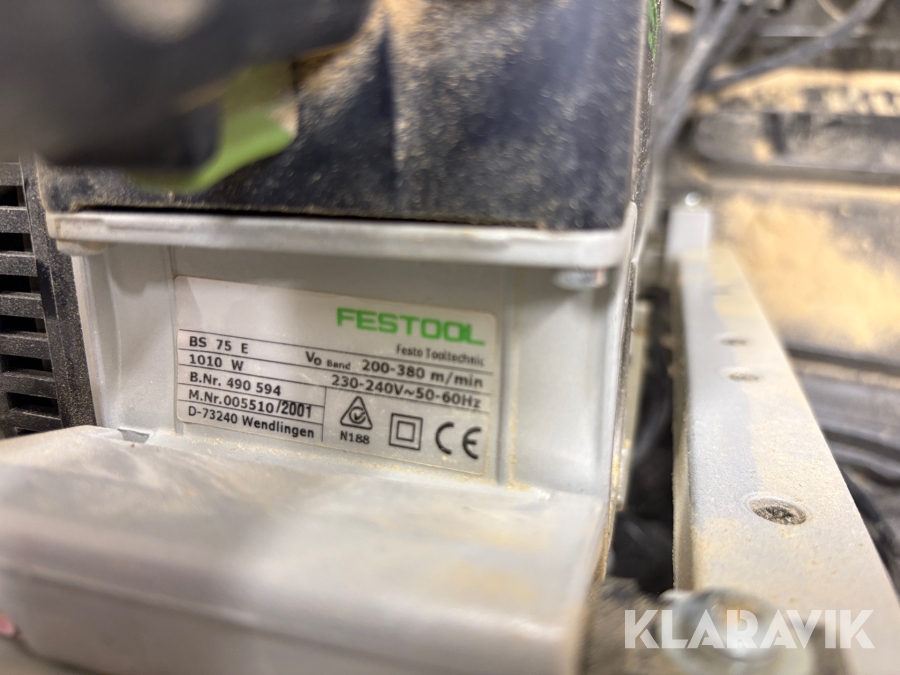 FESTOOL
Festo Tooltechnic
BS 75 E
V₀ Band 200-380 m/min
1010 W
230-240V~50-60Hz
B.Nr. 490 594
M.Nr.005510/2001
D-73240 Wendlingen
N188
CE
KLARAVIK